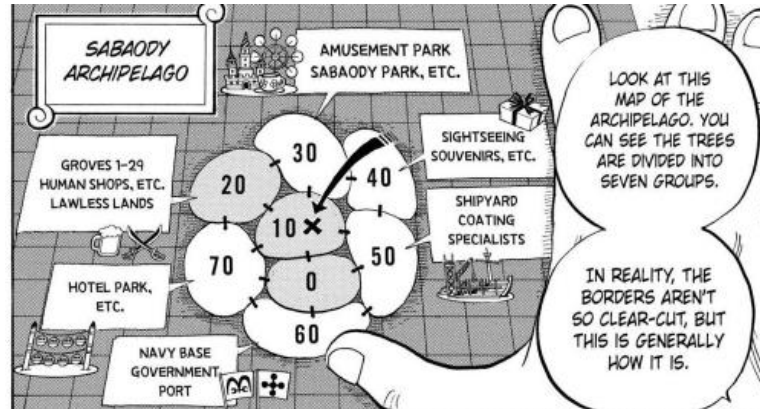 SABAODY
ARCHIPELAGO
AMUSEMENT PARK
SABAODY PARK, ETC.
SIGHTSEEING
SOUVENIRS, ETC.
GROVES 1-29
HUMAN SHOPS, ETC.
LAWLESS LANDS
SHIPYARD
COATING
SPECIALISTS
HOTEL PARK,
ETC.
NAVY BASE
GOVERNMENT
PORT
30
20
40
10
50
70
0
60
LOOK AT THIS
MAP OF THE
ARCHIPELAGO. YOU
CAN SEE THE TREES
ARE DIVIDED INTO
SEVEN GROUPS.
IN REALITY, THE
BORDERS AREN'T
SO CLEAR-CUT, BUT
THIS IS GENERALLY
HOW IT IS.